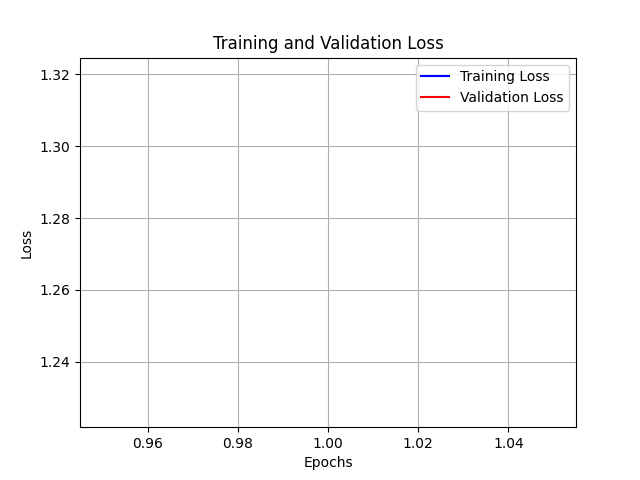 Training and Validation Loss
Training Loss
Validation Loss
1.32
1.30
1.28
1.26
1.24
Loss
0.96 0.98 1.00 1.02 1.04
Epochs